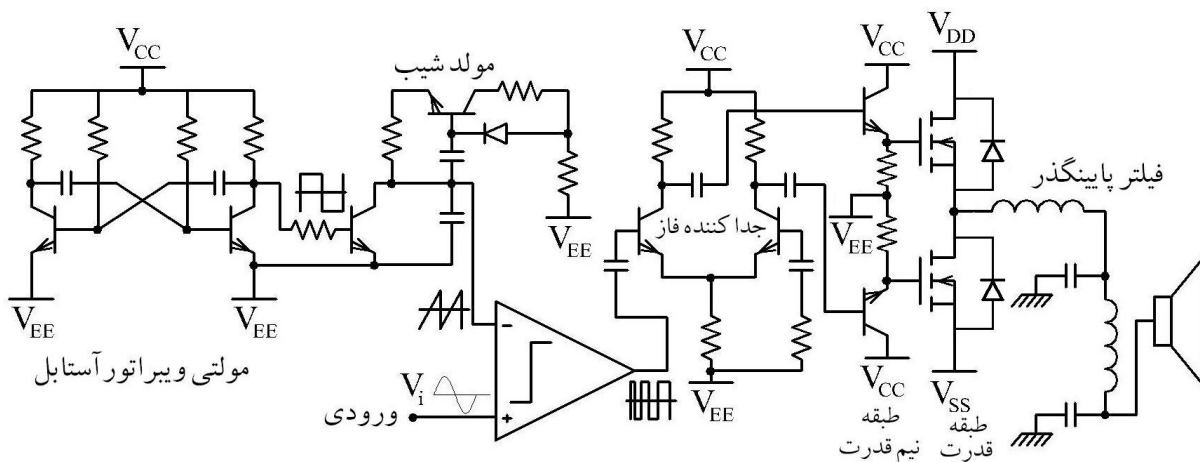 V_CC
مولد شیب
V_EE
V_EE
V_EE
مولتی ویبراتور آستابل
V_i
ورودی
-
+
V_CC
جدا کننده فاز
V_EE
V_CC
V_DD
V_EE
V_CC
V_SS
طبقه
نیم قدرت
طبقه
قدرت
فیلتر پایینگذر